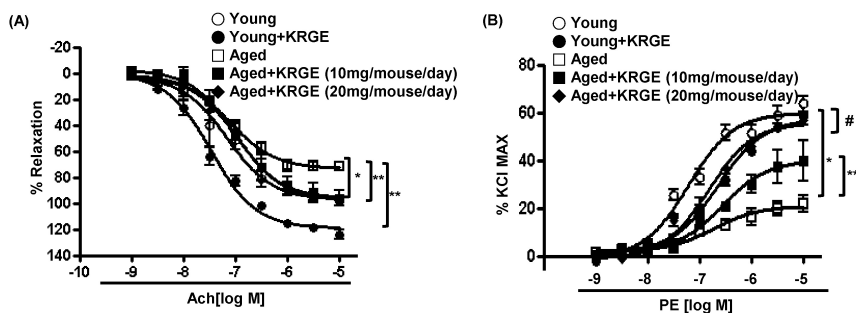 (A)
Young
Young+KRGE
Aged
Aged+KRGE (10mg/mouse/day)
Aged+KRGE (20mg/mouse/day)
% Relaxation
-20
0
20
40
60
80
100
120
140
-10
-9
-8
-7
-6
-5
Ach[log M]
*
**
**
(B)
Young
Young+KRGE
Aged
Aged+KRGE (10mg/mouse/day)
Aged+KRGE (20mg/mouse/day)
% KCl MAX
80
60
40
20
0
-9
-8
-7
-6
-5
PE [log M]
#
*
**